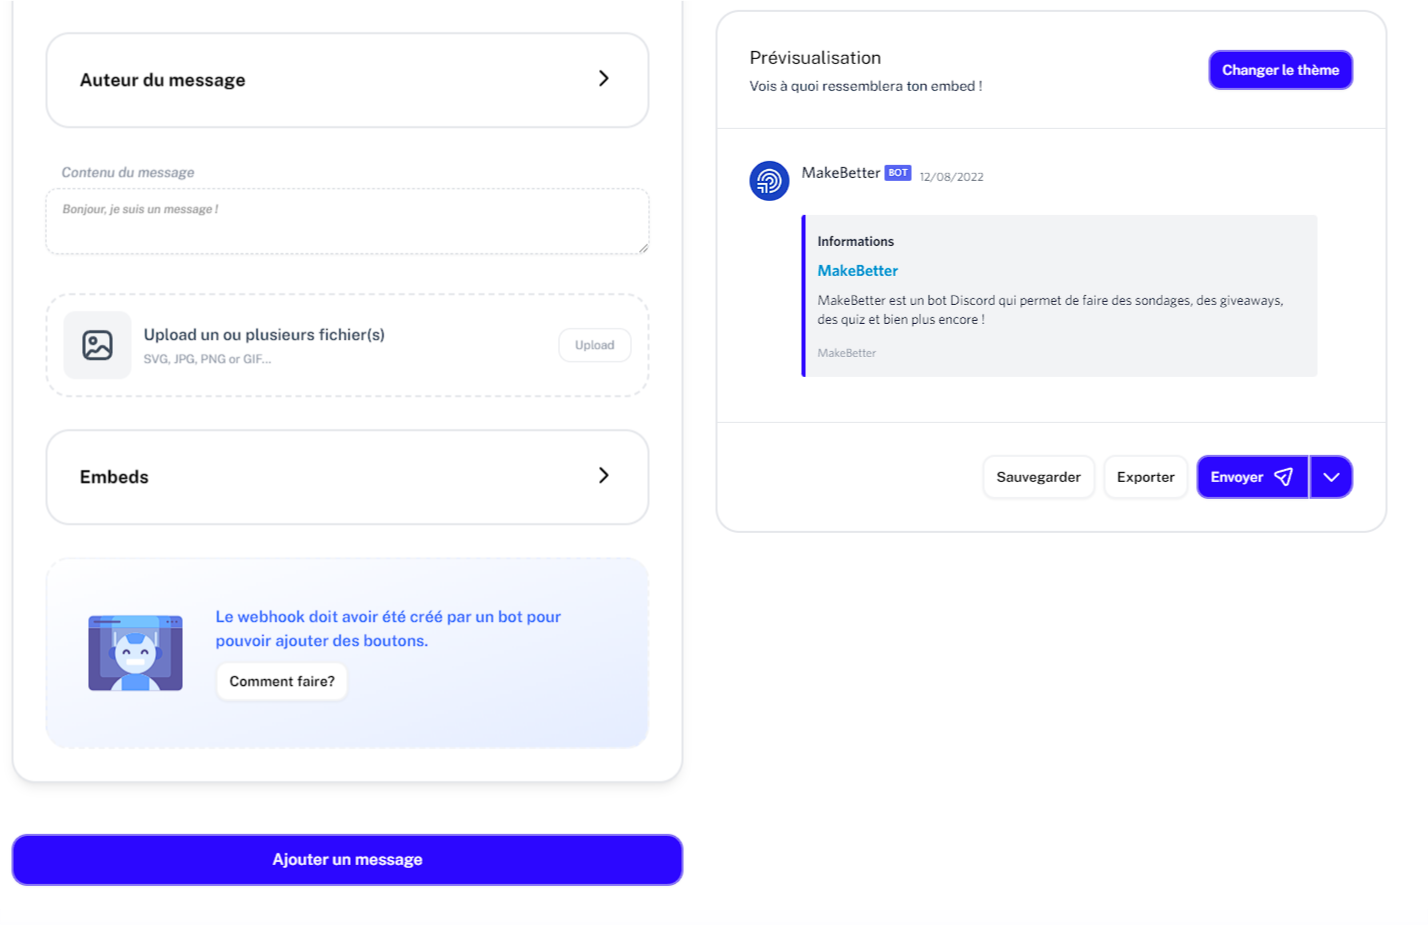 Auteur du message
Contenu du message
Bonjour, je suis un message !
Upload un ou plusieurs fichier(s)
SVG, JPG, PNG or GIF...
Upload
Embeds
Le webhook doit avoir été créé par un bot pour
pouvoir ajouter des boutons.
Comment faire?
Ajouter un message
Prévisualisation
Vois à quoi ressemblera ton embed !
Changer le thème
MakeBetter BOT 12/08/2022
Informations
MakeBetter
MakeBetter est un bot Discord qui permet de faire des sondages, des giveaways,
des quiz et bien plus encore !
MakeBetter
Sauvegarder
Exporter
Envoyer